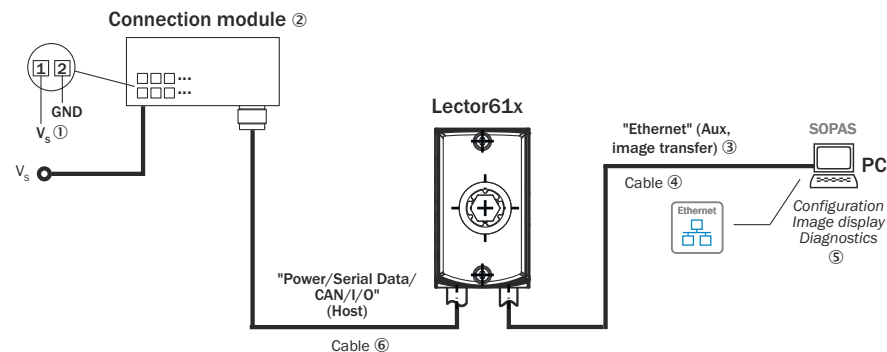 Connection module ②
1 2
GND
Vs ①
Vs
Lector61x
"Ethernet" (Aux,
image transfer) ③
Cable ④
SOPAS
PC
Ethernet
Configuration
Image display
Diagnostics
⑤
"Power/Serial Data/
CAN/I/O"
(Host)
Cable ⑥